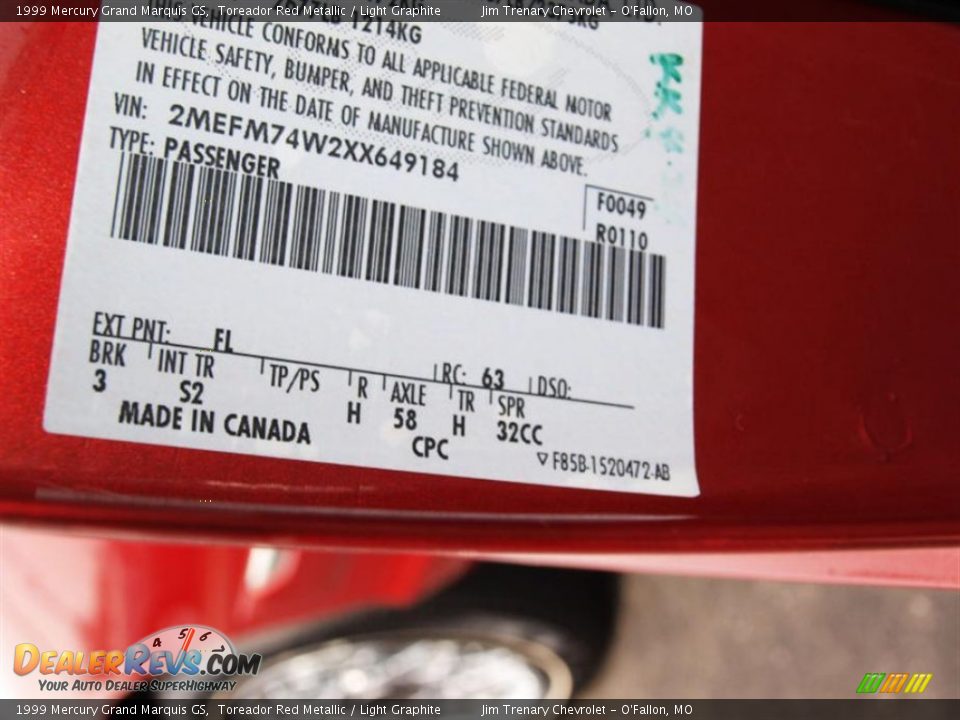 1999 Mercury Grand Marquis GS, Toreador Red Metallic / Light Graphite Jim Trenary Chevrolet – O'Fallon, MO
1214KG
VEHICLE CONFORMS TO ALL APPLICABLE FEDERAL MOTOR
VEHICLE SAFETY, BUMPER, AND THEFT PREVENTION STANDARDS
IN EFFECT ON THE DATE OF MANUFACTURE SHOWN ABOVE.
VIN: 2MEFM74W2XX649184
TYPE: PASSENGER
F0049
R0110
EXT PNT: FL RC: 63 DSO:
BRK INT TR TP/PS R AXLE TR SPR
3 S2 H 58 H 32CC
MADE IN CANADA CPC
F85B-1520472-AB
4 5 6
DEALERREVS.COM
YOUR AUTO DEALER SUPERHIGHWAY
1999 Mercury Grand Marquis GS, Toreador Red Metallic / Light Graphite Jim Trenary Chevrolet – O'Fallon, MO